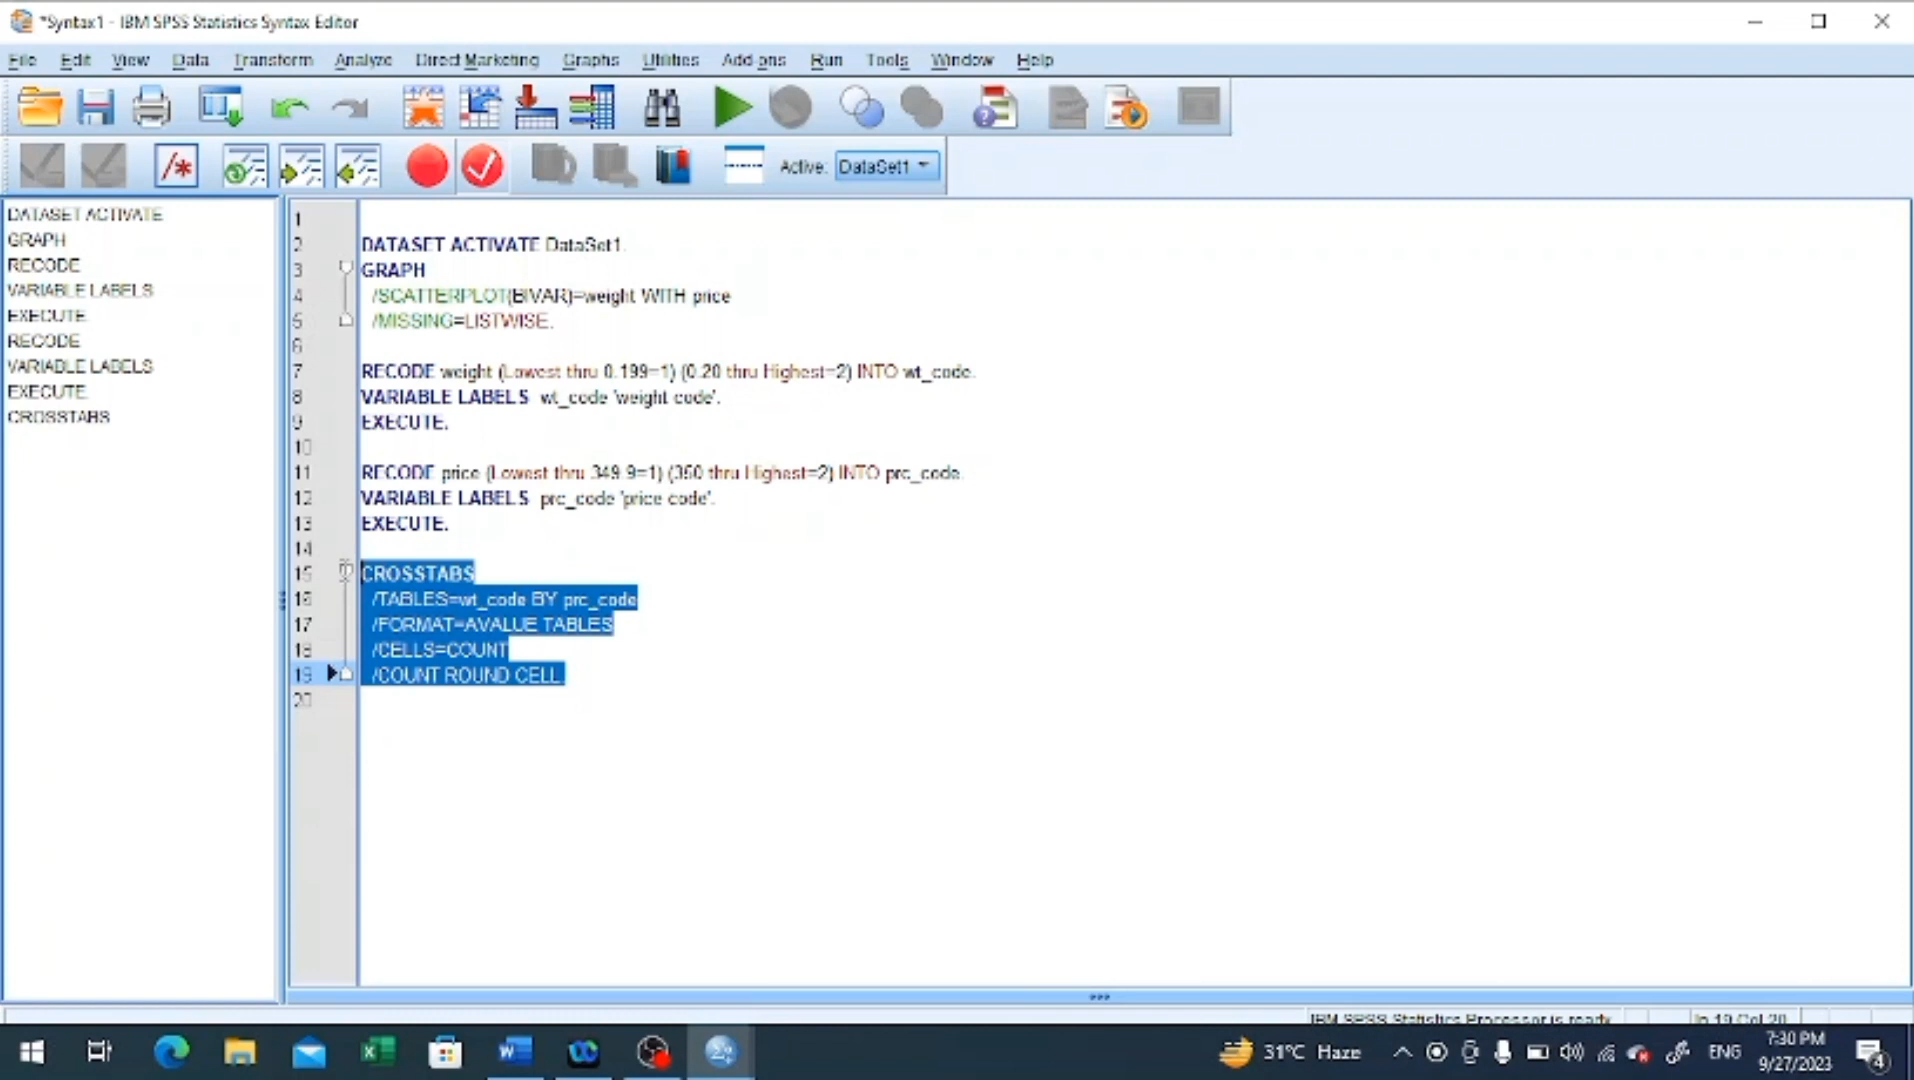 *Syntax1 - IBM SPSS Statistics Syntax Editor
File Edit View Data Transform Analyze Direct Marketing Graphs Utilities Add-ons Run Tools Window Help
Active: DataSet1
DATASET ACTIVATE
GRAPH
RECODE
VARIABLE LABELS
EXECUTE
RECODE
VARIABLE LABELS
EXECUTE
CROSSTABS
1
2 DATASET ACTIVATE DataSet1.
3 GRAPH
4 /SCATTERPLOT(BIVAR)=weight WITH price
5 /MISSING=LISTWISE.
6
7 RECODE weight (Lowest thru 0.199=1) (0.20 thru Highest=2) INTO wt_code.
8 VARIABLE LABELS wt_code 'weight code'.
9 EXECUTE.
10
11 RECODE price (Lowest thru 349.9=1) (350 thru Highest=2) INTO prc_code.
12 VARIABLE LABELS prc_code 'price code'.
13 EXECUTE.
14
15 CROSSTABS
16 /TABLES=wt_code BY prc_code
17 /FORMAT=AVALUE TABLES
18 /CELLS=COUNT
19 /COUNT ROUND CELL.
20
IBM SPSS Statistics Processor is ready In 19 Col 20
31°C Haze ENG 7:30 PM
9/27/2023
4